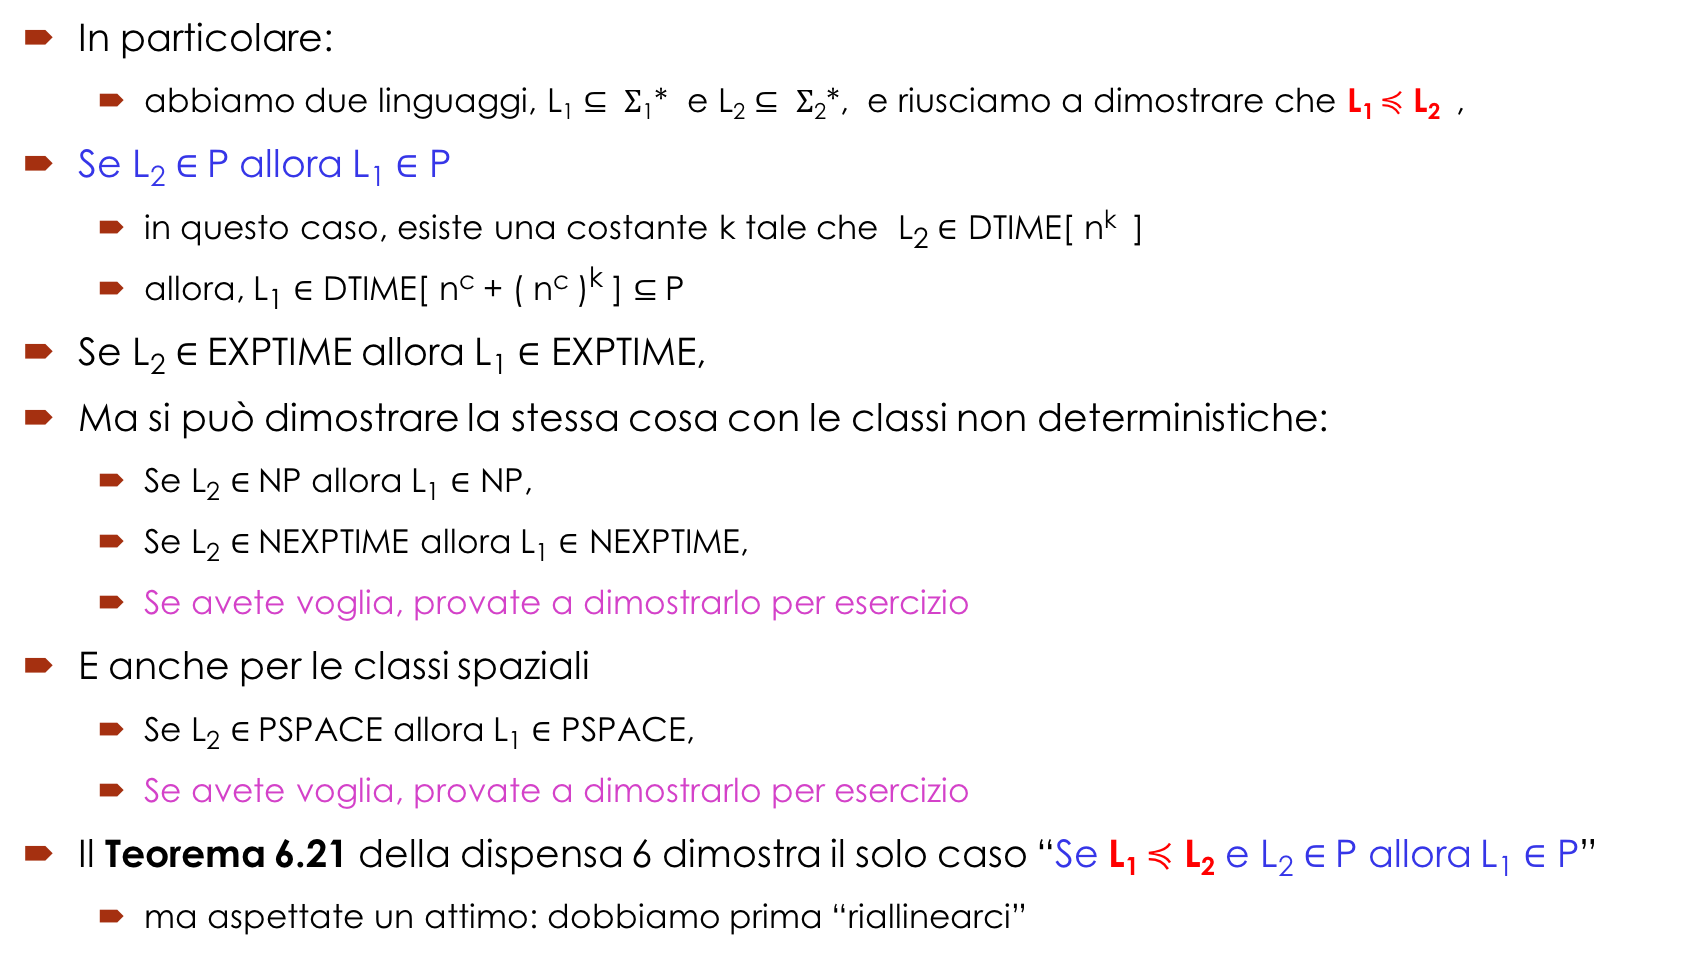 In particolare:
abbiamo due linguaggi, L₁ ⊆ Σ₁* e L₂ ⊆ Σ₂*, e riusciamo a dimostrare che L₁ ≼ L₂ ,
Se L₂ ∈ P allora L₁ ∈ P
in questo caso, esiste una costante k tale che L₂ ∈ DTIME[ nᵏ ]
allora, L₁ ∈ DTIME[ nᶜ + ( nᶜ )ᵏ ] ⊆ P
Se L₂ ∈ EXPTIME allora L₁ ∈ EXPTIME,
Ma si può dimostrare la stessa cosa con le classi non deterministiche:
Se L₂ ∈ NP allora L₁ ∈ NP,
Se L₂ ∈ NEXPTIME allora L₁ ∈ NEXPTIME,
Se avete voglia, provate a dimostrarlo per esercizio
E anche per le classi spaziali
Se L₂ ∈ PSPACE allora L₁ ∈ PSPACE,
Se avete voglia, provate a dimostrarlo per esercizio
Il Teorema 6.21 della dispensa 6 dimostra il solo caso “Se L₁ ≼ L₂ e L₂ ∈ P allora L₁ ∈ P”
ma aspettate un attimo: dobbiamo prima “riallinearci”